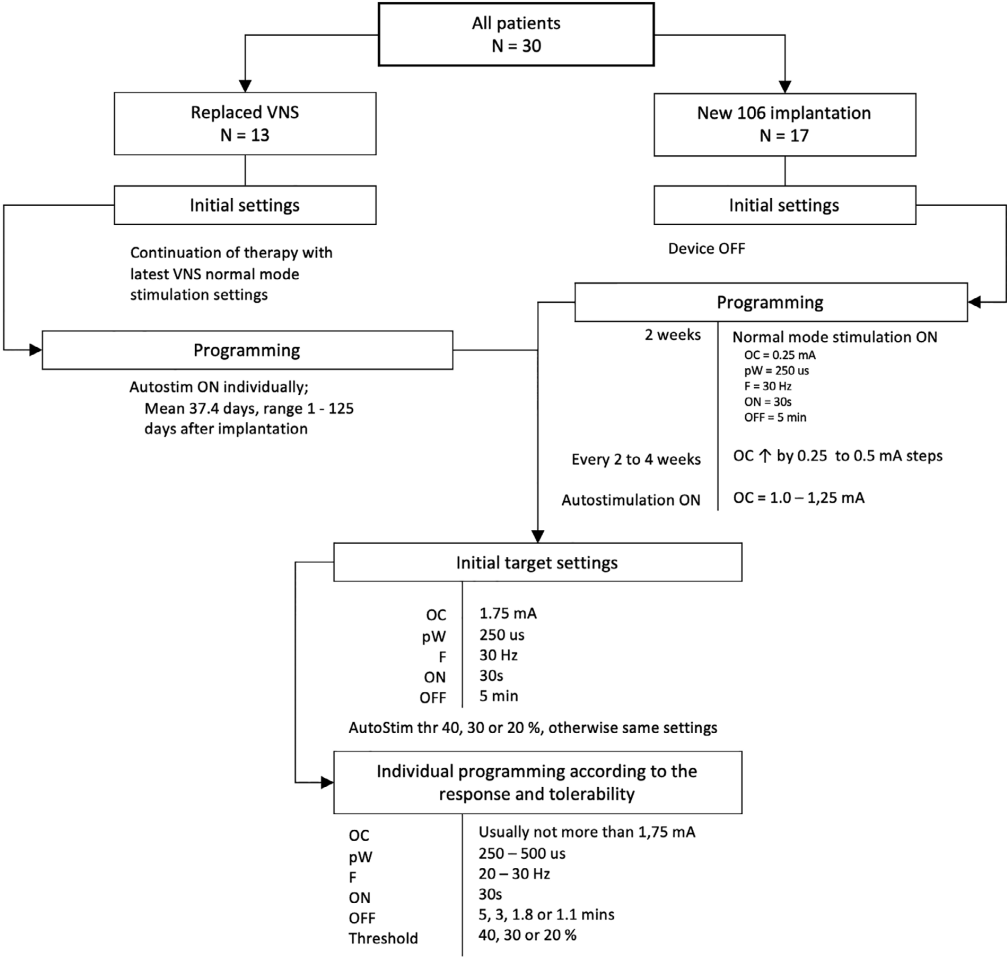 All patients
N = 30
Replaced VNS
N = 13
New 106 implantation
N = 17
Initial settings
Initial settings
Continuation of therapy with
latest VNS normal mode
stimulation settings
Device OFF
Programming
2 weeks
Normal mode stimulation ON
OC = 0.25 mA
pW = 250 us
F = 30 Hz
ON = 30s
OFF = 5 min
Every 2 to 4 weeks
OC ↑ by 0.25 to 0.5 mA steps
Autostimulation ON
OC = 1.0 – 1,25 mA
Programming
Autostim ON individually;
Mean 37.4 days, range 1 - 125
days after implantation
Initial target settings
OC 1.75 mA
pW 250 us
F 30 Hz
ON 30s
OFF 5 min
AutoStim thr 40, 30 or 20 %, otherwise same settings
Individual programming according to the
response and tolerability
OC Usually not more than 1,75 mA
pW 250 – 500 us
F 20 – 30 Hz
ON 30s
OFF 5, 3, 1.8 or 1.1 mins
Threshold 40, 30 or 20 %